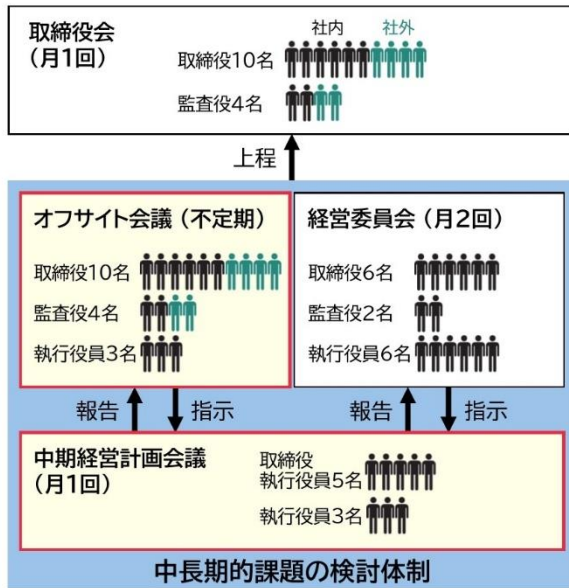 取締役会
(月1回)
社内 社外
取締役10名
監査役4名
上程
オフサイト会議(不定期)
取締役10名
監査役4名
執行役員3名
経営委員会(月2回)
取締役6名
監査役2名
執行役員6名
報告 指示
報告 指示
中期経営計画会議
(月1回)
取締役
執行役員5名
執行役員3名
中長期的課題の検討体制